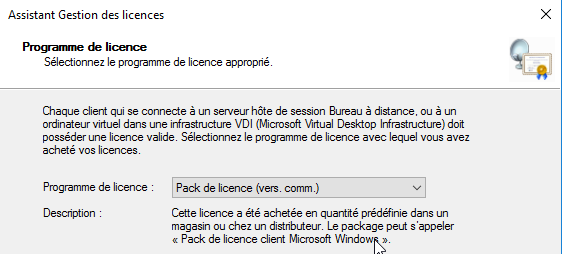 Assistant Gestion des licences
Programme de licence
Sélectionnez le programme de licence approprié.
Chaque client qui se connecte à un serveur hôte de session Bureau à distance, ou à un
ordinateur virtuel dans une infrastructure VDI (Microsoft Virtual Desktop Infrastructure) doit
posséder une licence valide. Sélectionnez le programme de licence avec lequel vous avez
acheté vos licences.
Programme de licence : Pack de licence (vers. comm.)
Description : Cette licence a été achetée en quantité prédéfinie dans un
magasin ou chez un distributeur. Le package peut s'appeler
« Pack de licence client Microsoft Windows ».